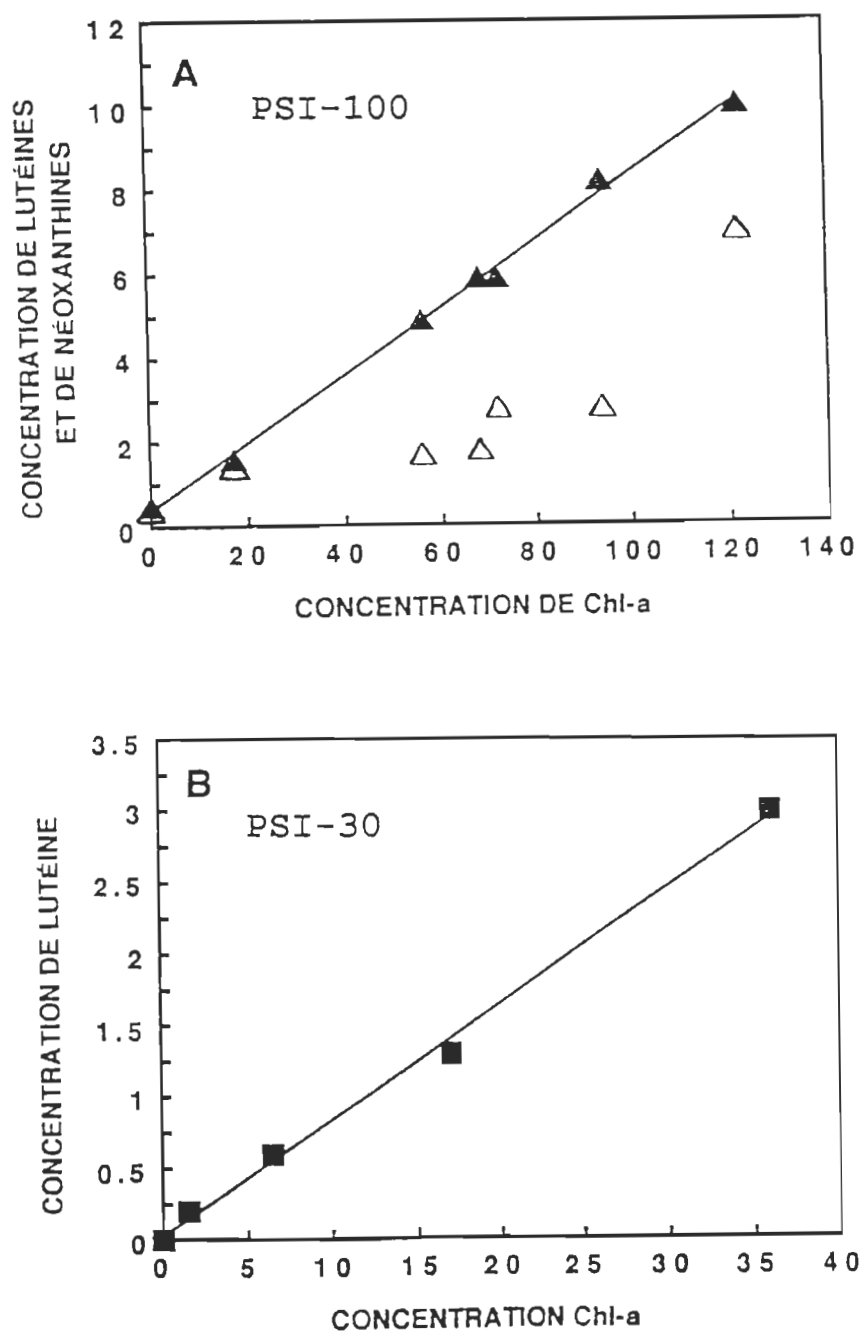 12
10
8
6
4
2
0
CONCENTRATION DE LUTÉINES
ET DE NÉOXANTHINES
A
PSI-100
0 20 40 60 80 100 120 140
CONCENTRATION DE Chl-a
3.5
3
2.5
2
1.5
1
0.5
0
CONCENTRATION DE LUTÉINE
B
PSI-30
0 5 10 15 20 25 30 35 40
CONCENTRATION Chl-a